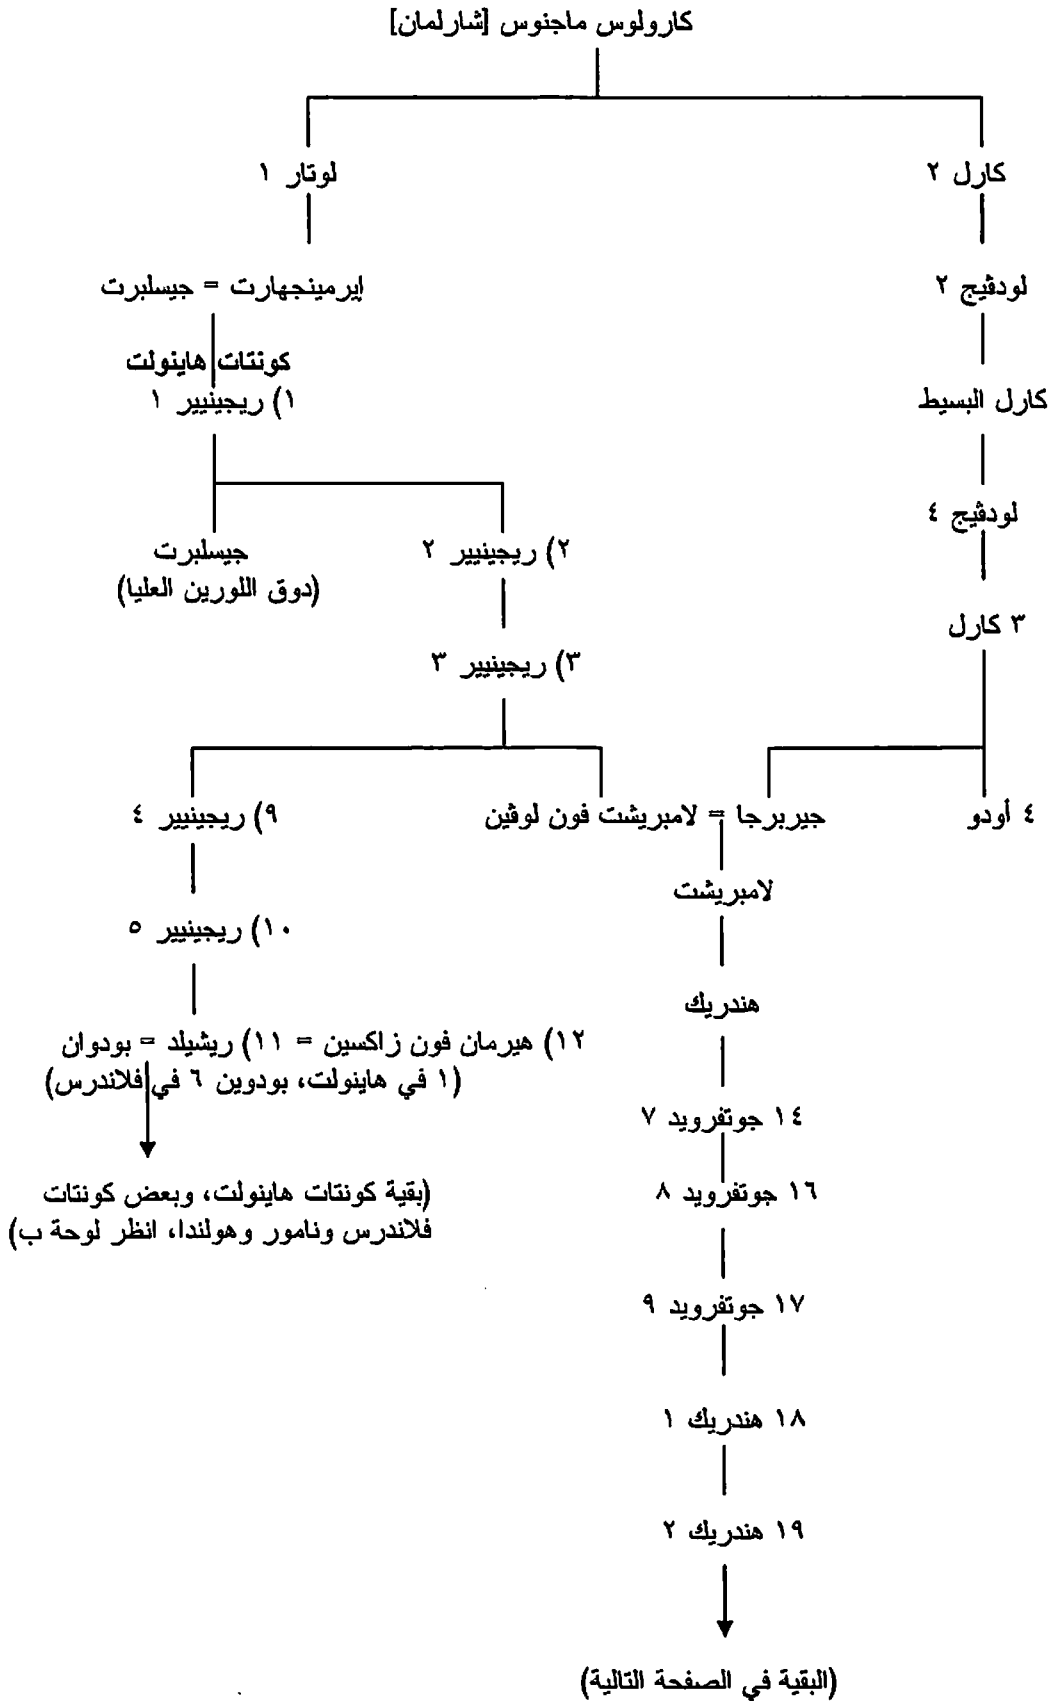 كارولوس ماجنوس [شارلمان]
كارل ٢
لوتار ١
لودڤيج ٢
إيرمينجهارت = جيسلبرت
كونتات هاينولت
كارل البسيط
١) ريجينيير ١
لودڤيج ٤
٢) ريجينيير ٢
جيسلبرت
(دوق اللورين العليا)
٣ كارل
٣) ريجينيير ٣
٤ أودو
جيربرجا = لامبريشت فون لوڤين
٩) ريجينيير ٤
لامبريشت
١٠) ريجينيير ٥
هندريك
١٢) هيرمان فون زاكسين = ١١) ريشيلد = بودوان
(١ في هاينولت، بودوين ٦ في فلاندرس)
١٤ جوتفرويد ٧
١٦ جوتفرويد ٨
(بقية كونتات هاينولت، وبعض كونتات
فلاندرس ونامور وهولندا، انظر لوحة ب)
١٧ جوتفرويد ٩
١٨ هندريك ١
١٩ هندريك ٢
(البقية في الصفحة التالية)